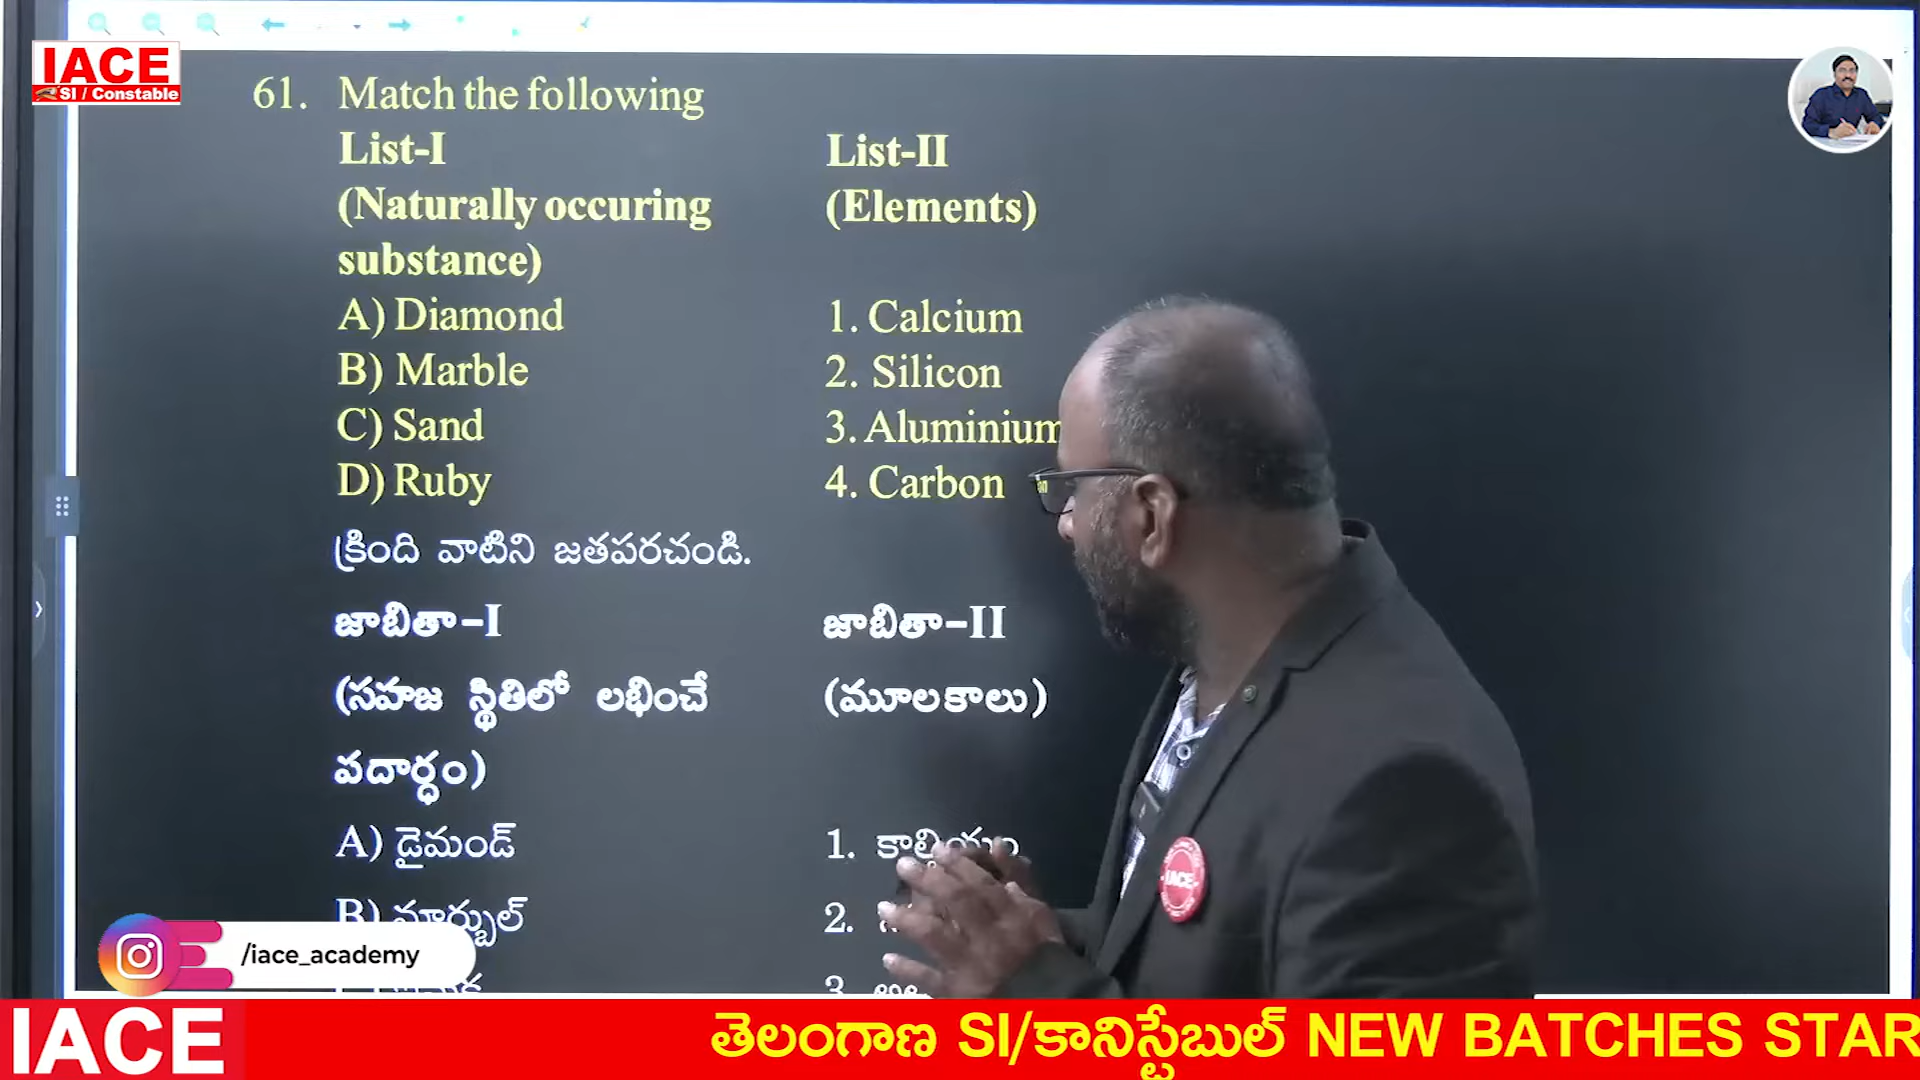 IACE
SI / Constable
61. Match the following
List-I List-II
(Naturally occuring (Elements)
substance)
A) Diamond 1. Calcium
B) Marble 2. Silicon
C) Sand 3. Aluminium
D) Ruby 4. Carbon
క్రింది వాటిని జతపరచండి.
జాబితా-I జాబితా-II
(సహజ స్థితిలో లభించే (మూలకాలు)
పదార్థం)
A) డైమండ్ 1. కాల్షియం
B) మార్బుల్ 2.
3.
IACE
/iace_academy
IACE తెలంగాణ SI/కానిస్టేబుల్ NEW BATCHES STAR